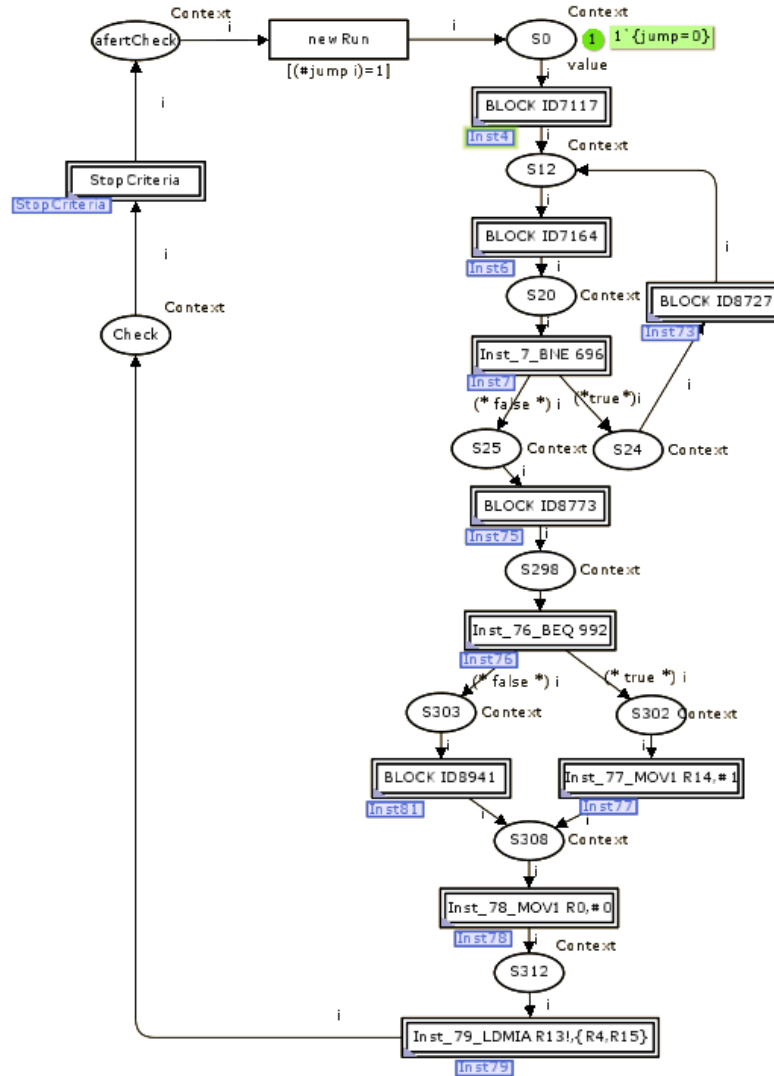 Context
Context
afertCheck
i
newRun
i
S0
1
1`{jump=0}
[(#jump i)=1]
value
i
i
BLOCK ID7117
Inst4
i
Context
S12
StopCriteria
StopCriteria
i
BLOCK ID7164
Inst6
i
i
i
S20
Context
BLOCK ID8727
Inst73
Context
Check
i
Inst_7_BNE 696
Inst7
i
(* false *) i
(*true *)i
S25
Context
S24
Context
i
BLOCK ID8773
Inst75
i
S298
Context
Inst_76_BEQ 992
Inst76
(* false *) i
(* true *) i
S303
Context
S302
Context
i
i
BLOCK ID8941
Inst_77_MOV1 R14,#1
Inst81
Inst77
i
i
S308
Context
i
Inst_78_MOV1 R0,#0
Inst78
i
Context
S312
i
i
Inst_79_LDMIA R13!,{R4,R15}
Inst79